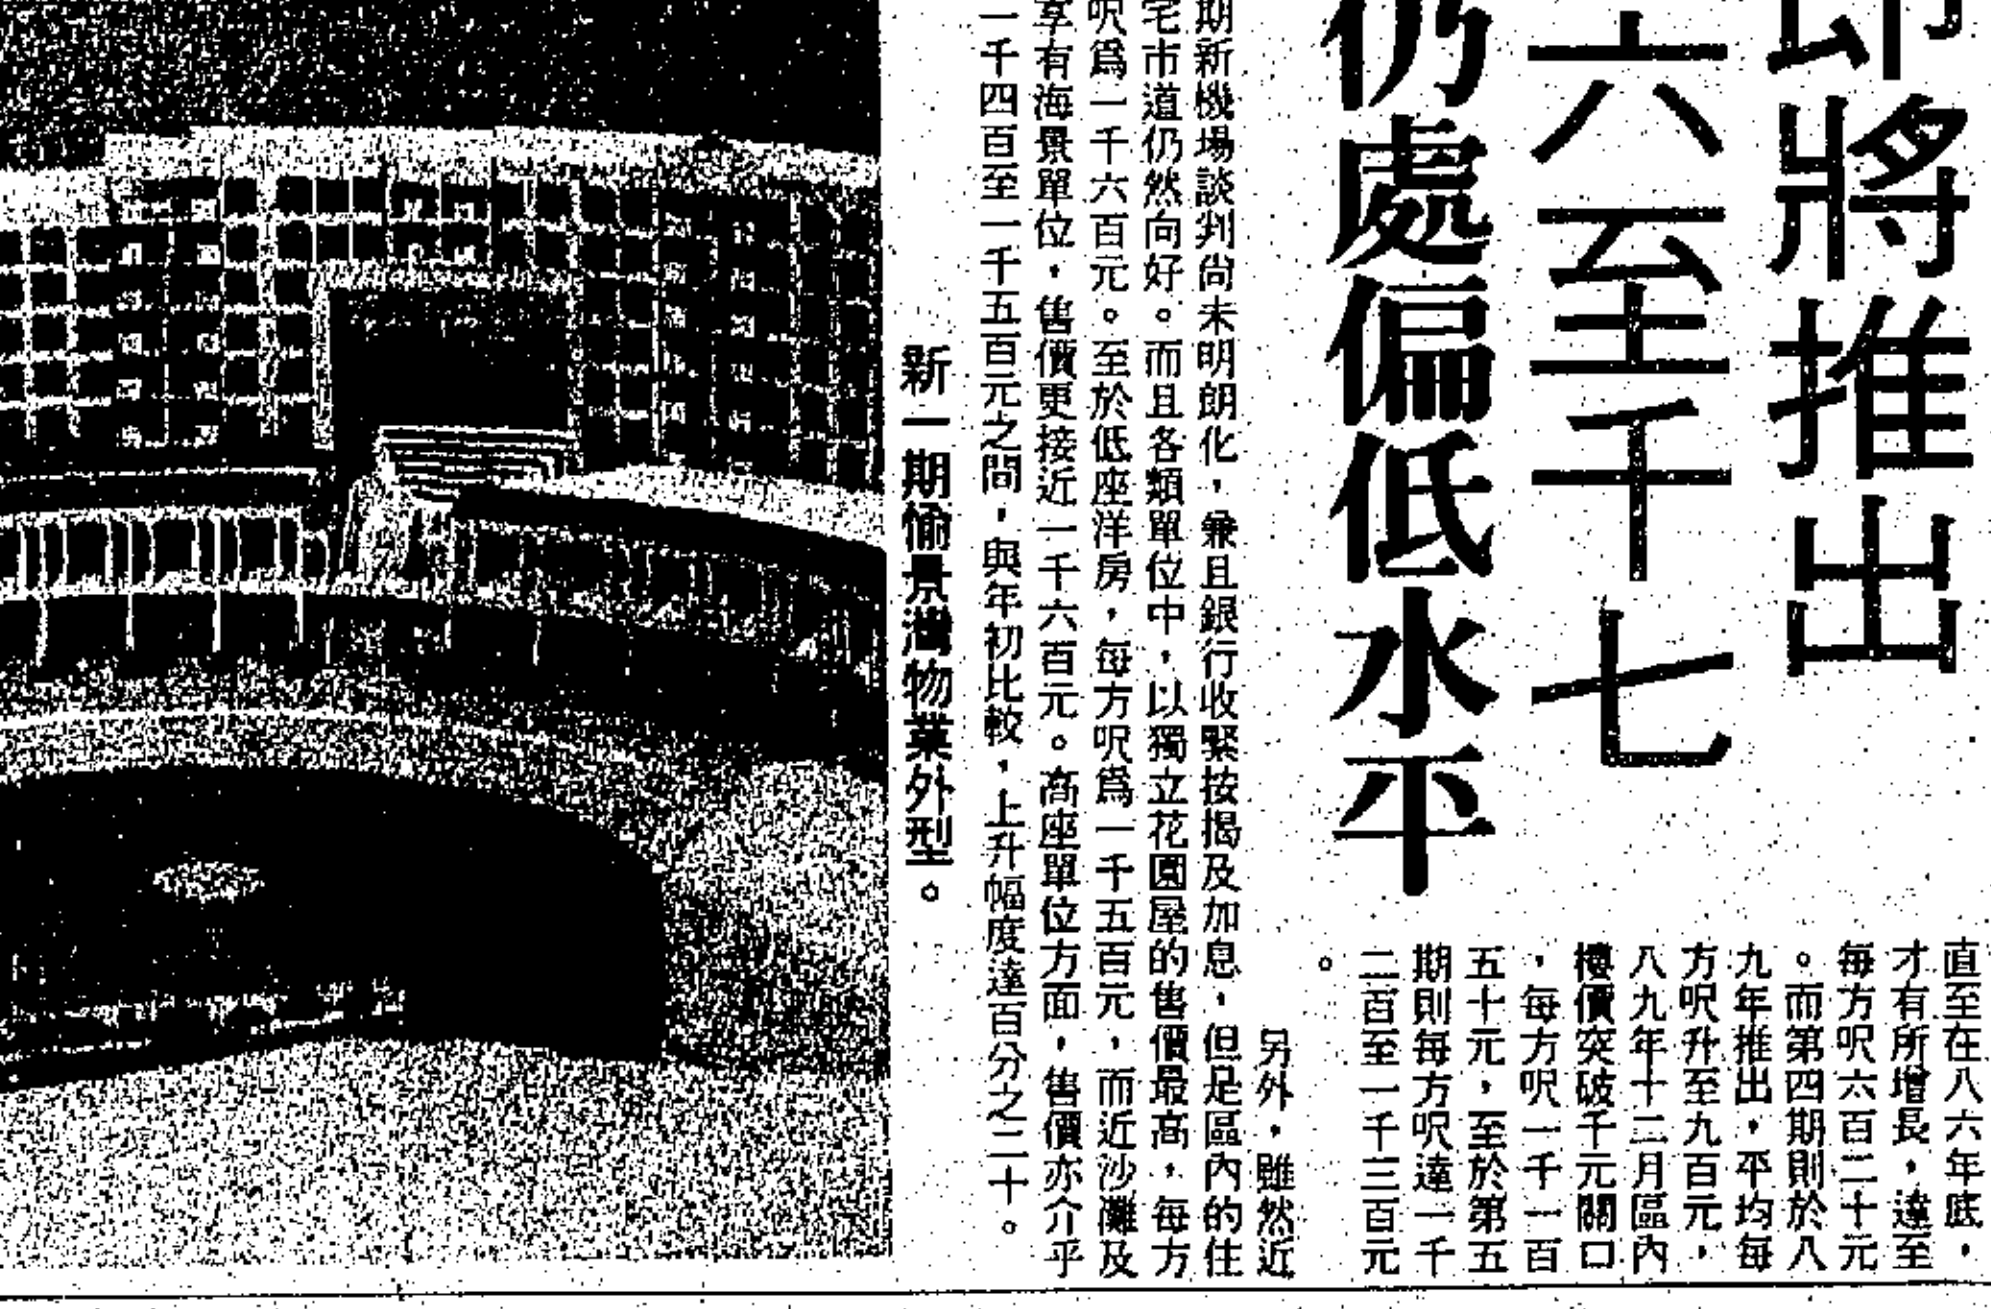 即將推出
六至千七
仍處偏低水平
直至在八六年底，
才有所增長，達至
每方呎六百二十元
。而第四期則於八
九年推出，平均每
方呎升至九百元，
八九年十二月區內
樓價突破千元關口
，每方呎一千一百
五十元，至於第五
期則每方呎達一千
二百至一千三百元
。
另外，雖然近
期新機場談判尚未明朗化，兼且銀行收緊按揭及加息，但是區內的住
宅市道仍然向好。而且各類單位中，以獨立花園屋的售價最高，每方
呎爲一千六百元。至於低座洋房，每方呎爲一千五百元，而近沙灘及
享有海景單位，售價更接近一千六百元。高座單位方面，售價亦介乎
一千四百至一千五百元之間，與年初比較，上升幅度達百分之二十。
新一期愉景灣物業外型。